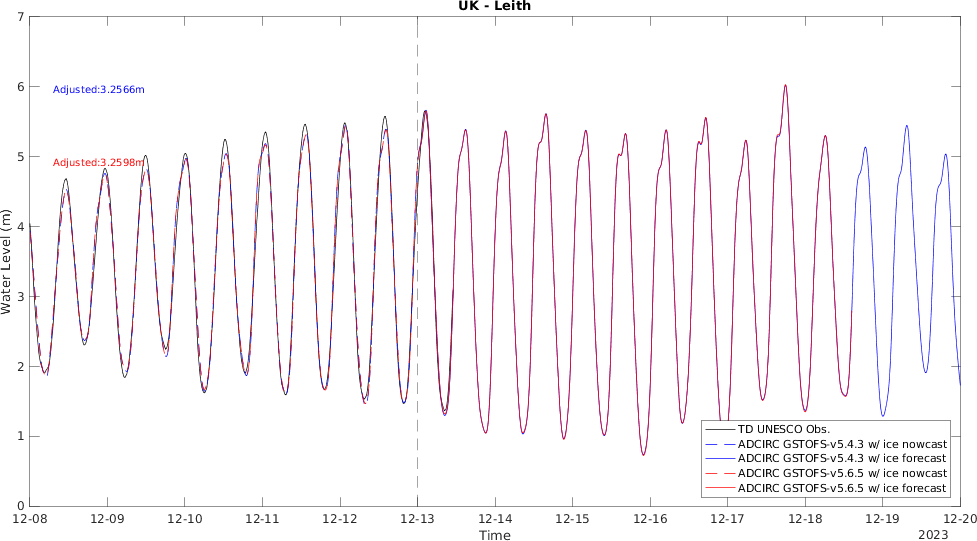 UK - Leith
7
6
5
4
3
2
1
0
Water Level (m)
Adjusted:3.2566m
Adjusted:3.2598m
TD UNESCO Obs.
ADCIRC GSTOFS-v5.4.3 w/ ice nowcast
ADCIRC GSTOFS-v5.4.3 w/ ice forecast
ADCIRC GSTOFS-v5.6.5 w/ ice nowcast
ADCIRC GSTOFS-v5.6.5 w/ ice forecast
12-08 12-09 12-10 12-11 12-12 12-13 12-14 12-15 12-16 12-17 12-18 12-19 12-20
Time
2023